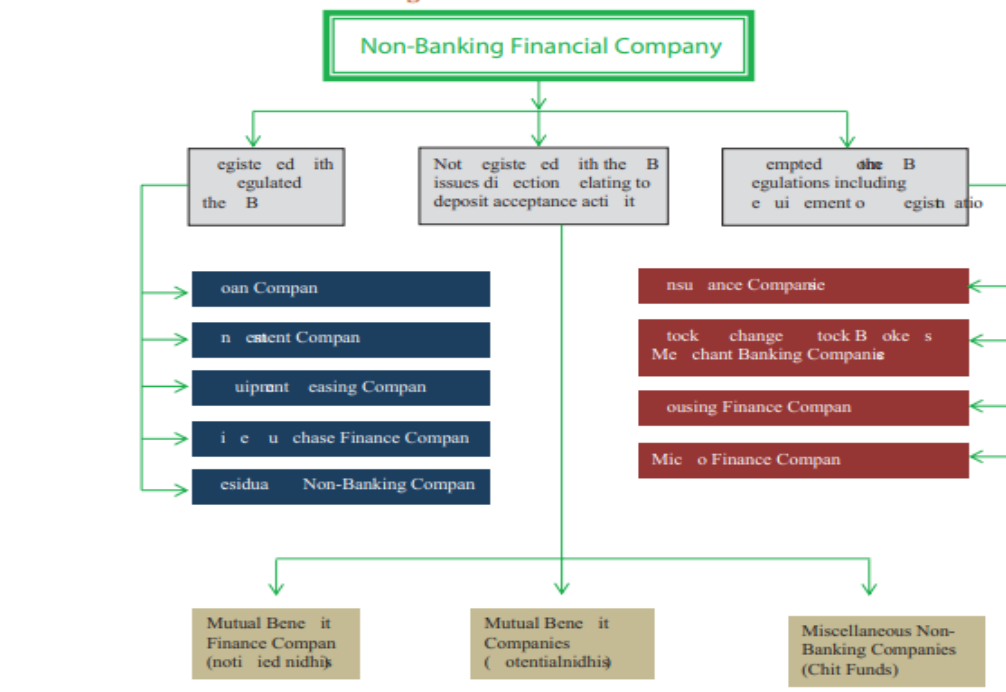 Non-Banking Financial Company
egiste ed ith
egulated
the B
Not egiste ed ith the B
issues di ection elating to
deposit acceptance acti it
empted the B
egulations including
e ui ement o egist atio
oan Compan
n estment Compan
uipment easing Compan
i e u chase Finance Compan
esidua Non-Banking Compan
nsu ance Companie
tock change tock B oke s
Me chant Banking Companie
ousing Finance Compan
Mic o Finance Compan
Mutual Bene it
Finance Compan
(noti ied nidhis)
Mutual Bene it
Companies
( otentialnidhis)
Miscellaneous Non-
Banking Companies
(Chit Funds)